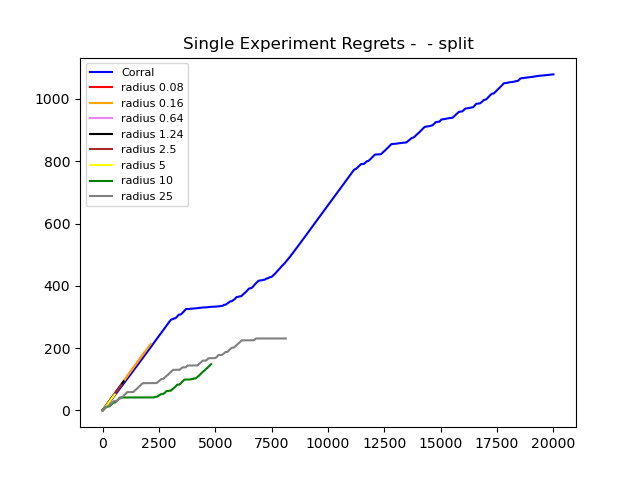 Single Experiment Regrets -  - split
Corral
radius 0.08
radius 0.16
radius 0.64
radius 1.24
radius 2.5
radius 5
radius 10
radius 25
1000
800
600
400
200
0
0 2500 5000 7500 10000 12500 15000 17500 20000